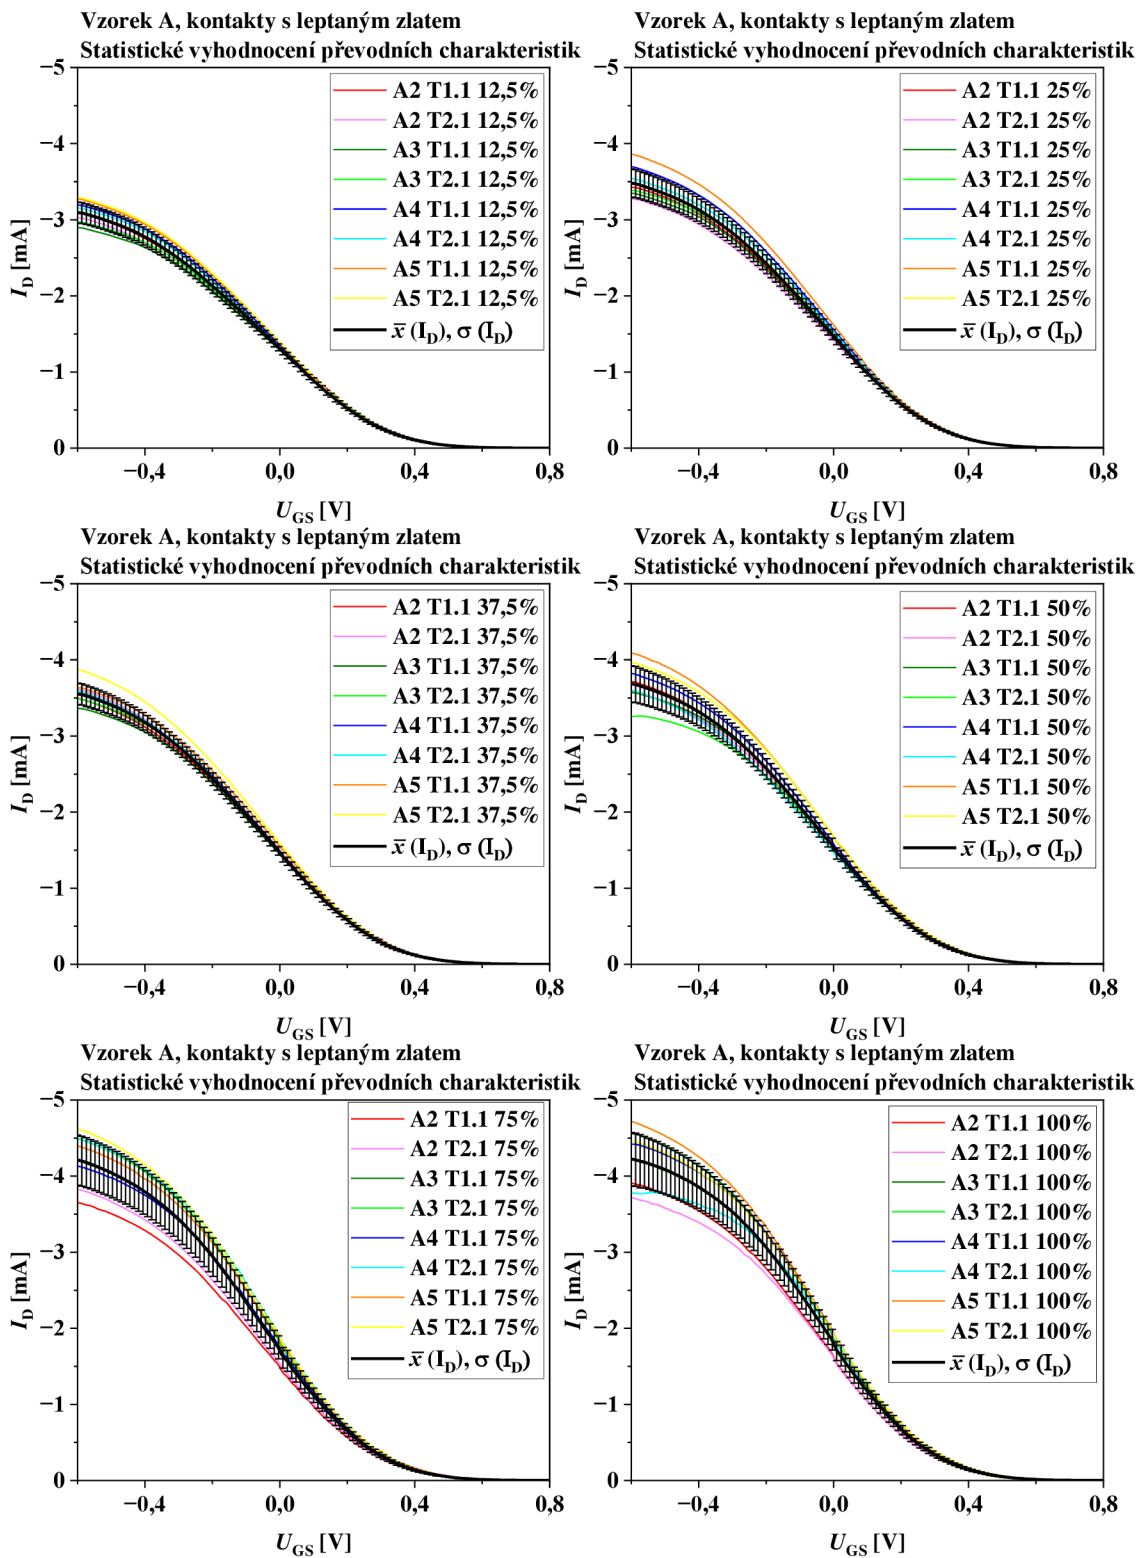 Vzorek A, kontakty s leptaným zlatem
Statistické vyhodnocení převodních charakteristik
−5
−4
−3
−2
−1
0
I_D [mA]
A2 T1.1 12,5%
A2 T2.1 12,5%
A3 T1.1 12,5%
A3 T2.1 12,5%
A4 T1.1 12,5%
A4 T2.1 12,5%
A5 T1.1 12,5%
A5 T2.1 12,5%
x̅ (I_D), σ (I_D)
−0,4
0,0
0,4
0,8
U_GS [V]
Vzorek A, kontakty s leptaným zlatem
Statistické vyhodnocení převodních charakteristik
−5
−4
−3
−2
−1
0
I_D [mA]
A2 T1.1 25%
A2 T2.1 25%
A3 T1.1 25%
A3 T2.1 25%
A4 T1.1 25%
A4 T2.1 25%
A5 T1.1 25%
A5 T2.1 25%
x̅ (I_D), σ (I_D)
−0,4
0,0
0,4
0,8
U_GS [V]
Vzorek A, kontakty s leptaným zlatem
Statistické vyhodnocení převodních charakteristik
−5
−4
−3
−2
−1
0
I_D [mA]
A2 T1.1 37,5%
A2 T2.1 37,5%
A3 T1.1 37,5%
A3 T2.1 37,5%
A4 T1.1 37,5%
A4 T2.1 37,5%
A5 T1.1 37,5%
A5 T2.1 37,5%
x̅ (I_D), σ (I_D)
−0,4
0,0
0,4
0,8
U_GS [V]
Vzorek A, kontakty s leptaným zlatem
Statistické vyhodnocení převodních charakteristik
−5
−4
−3
−2
−1
0
I_D [mA]
A2 T1.1 50%
A2 T2.1 50%
A3 T1.1 50%
A3 T2.1 50%
A4 T1.1 50%
A4 T2.1 50%
A5 T1.1 50%
A5 T2.1 50%
x̅ (I_D), σ (I_D)
−0,4
0,0
0,4
0,8
U_GS [V]
Vzorek A, kontakty s leptaným zlatem
Statistické vyhodnocení převodních charakteristik
−5
−4
−3
−2
−1
0
I_D [mA]
A2 T1.1 75%
A2 T2.1 75%
A3 T1.1 75%
A3 T2.1 75%
A4 T1.1 75%
A4 T2.1 75%
A5 T1.1 75%
A5 T2.1 75%
x̅ (I_D), σ (I_D)
−0,4
0,0
0,4
0,8
U_GS [V]
Vzorek A, kontakty s leptaným zlatem
Statistické vyhodnocení převodních charakteristik
−5
−4
−3
−2
−1
0
I_D [mA]
A2 T1.1 100%
A2 T2.1 100%
A3 T1.1 100%
A3 T2.1 100%
A4 T1.1 100%
A4 T2.1 100%
A5 T1.1 100%
A5 T2.1 100%
x̅ (I_D), σ (I_D)
−0,4
0,0
0,4
0,8
U_GS [V]